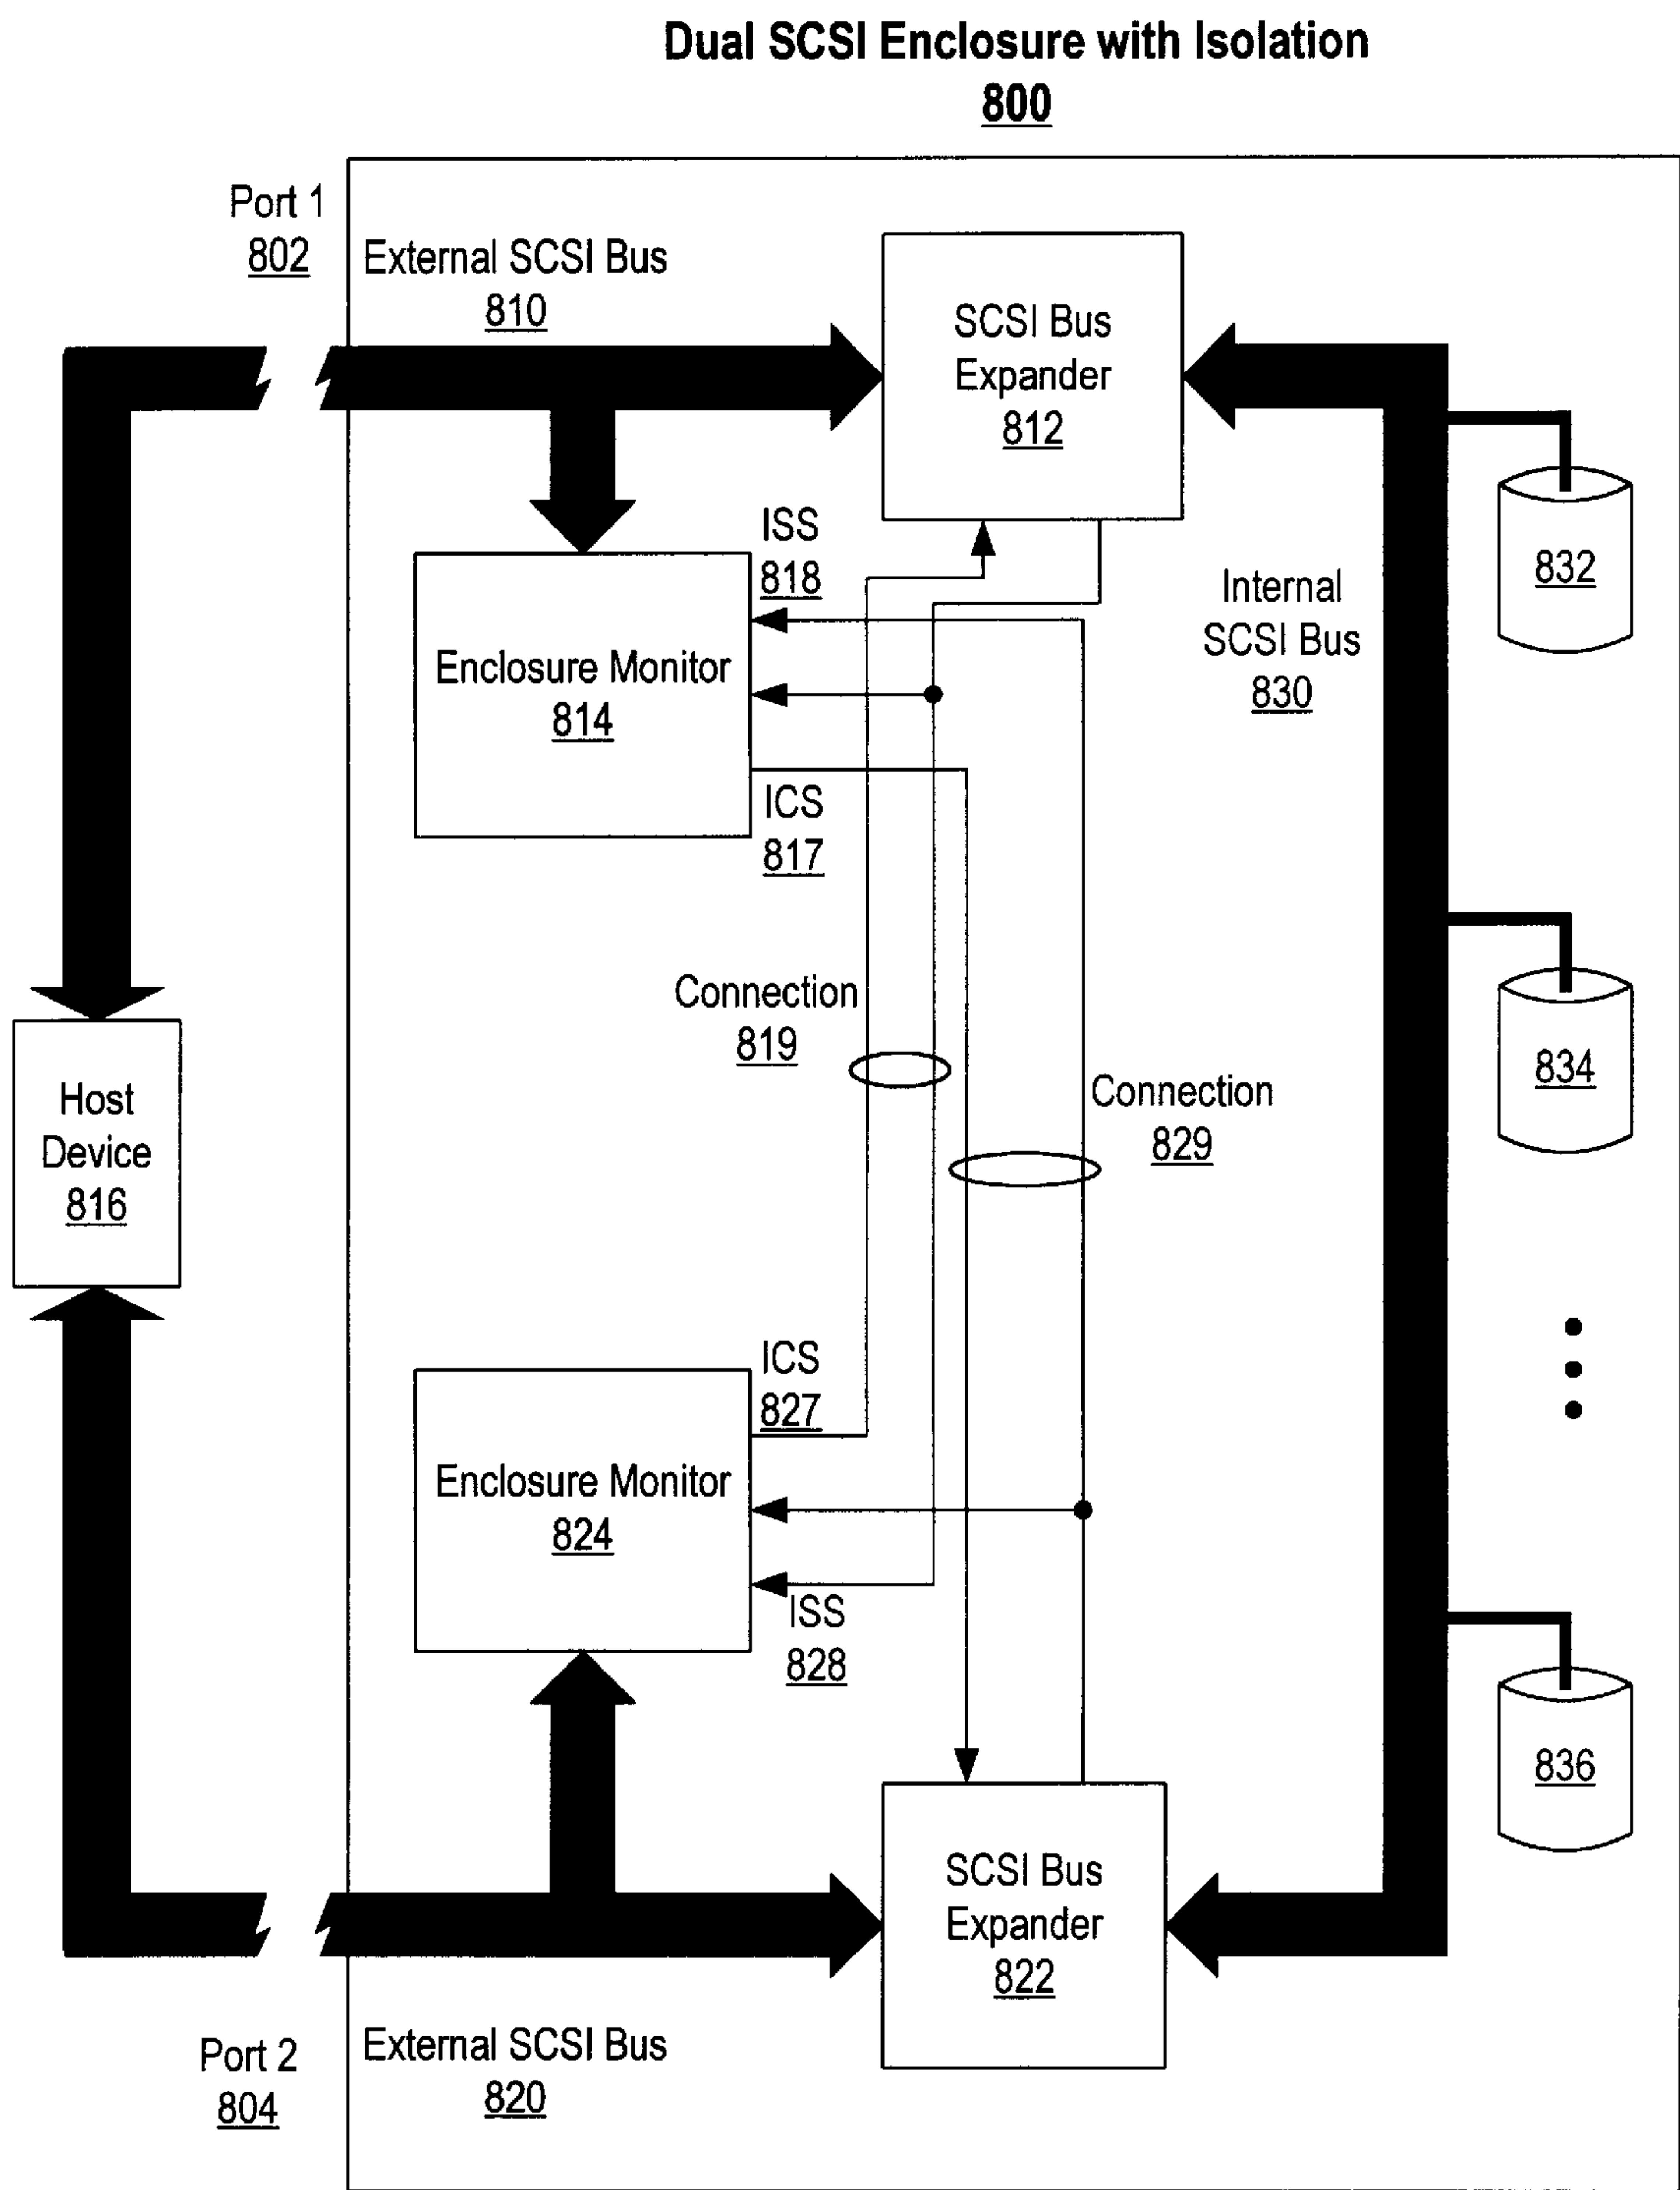 Dual SCSI Enclosure with Isolation
800
Port 1
802
External SCSI Bus
810
SCSI Bus
Expander
812
ISS
818
Enclosure Monitor
814
ICS
817
Internal
SCSI Bus
830
832
Connection
819
Host
Device
816
Connection
829
834
ICS
827
Enclosure Monitor
824
ISS
828
836
SCSI Bus
Expander
822
Port 2
804
External SCSI Bus
820